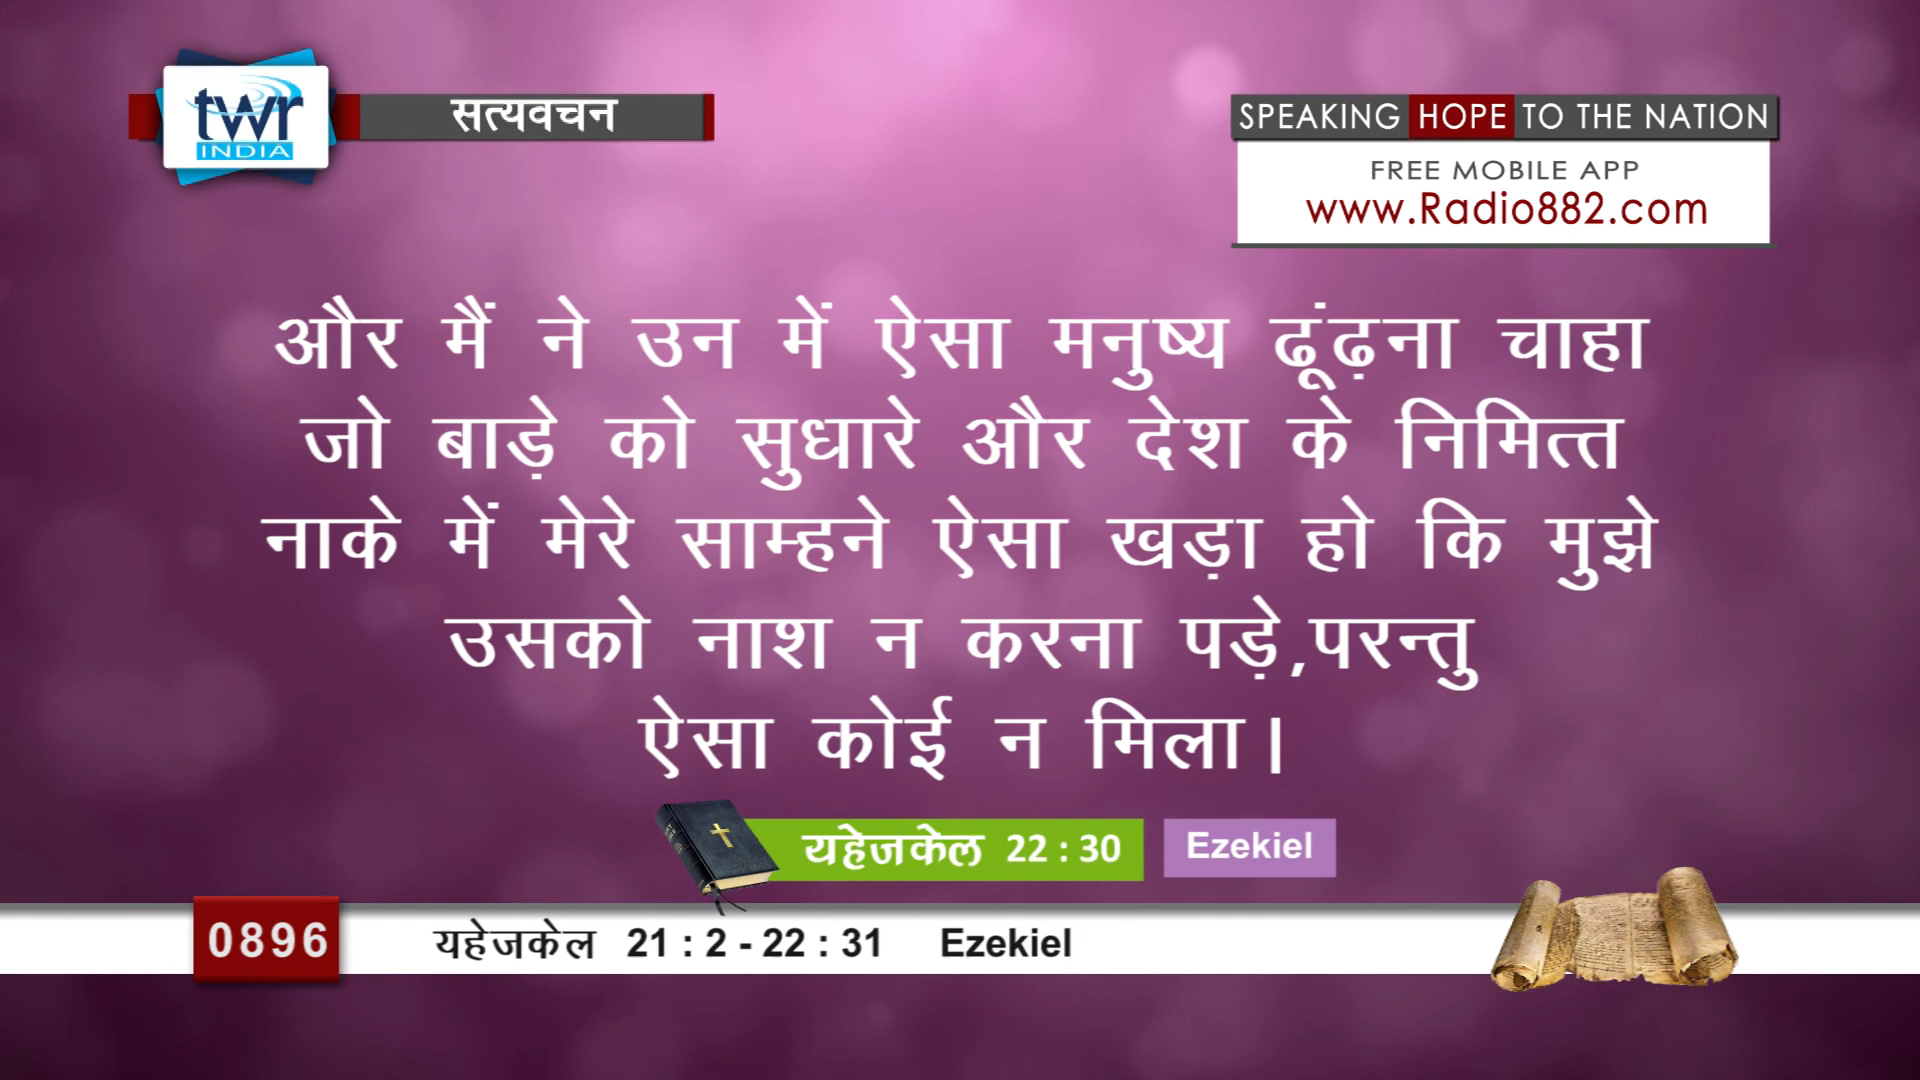 twr
INDIA
सत्यवचन
SPEAKING HOPE TO THE NATION
FREE MOBILE APP
www.Radio882.com
और मैं ने उन में ऐसा मनुष्य ढूंढ़ना चाहा
जो बाड़े को सुधारे और देश के निमित्त
नाके में मेरे साम्हने ऐसा खड़ा हो कि मुझे
उसको नाश न करना पड़े,परन्तु
ऐसा कोई न मिला।
यहेजकेल 22 : 30 Ezekiel
0896 यहेजकेल 21 : 2 - 22 : 31 Ezekiel